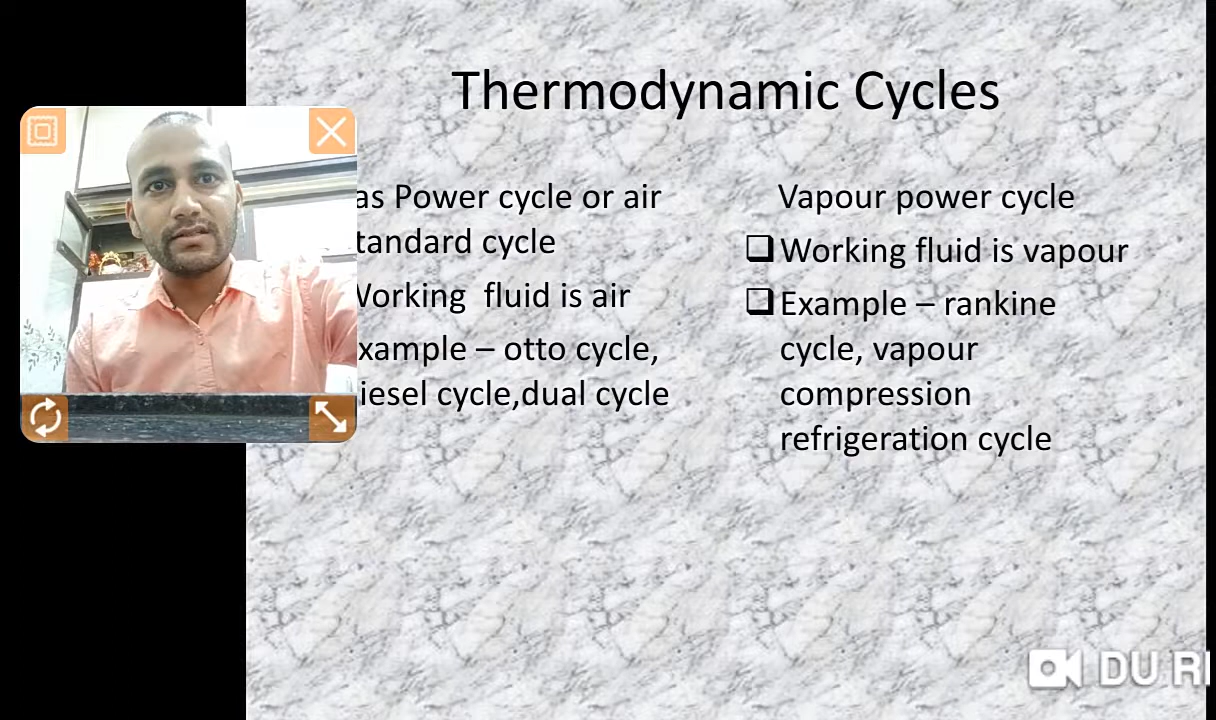 Thermodynamic Cycles
as Power cycle or air
tandard cycle
Working fluid is air
xample – otto cycle,
iesel cycle,dual cycle
Vapour power cycle
Working fluid is vapour
Example – rankine
cycle, vapour
compression
refrigeration cycle
DU R